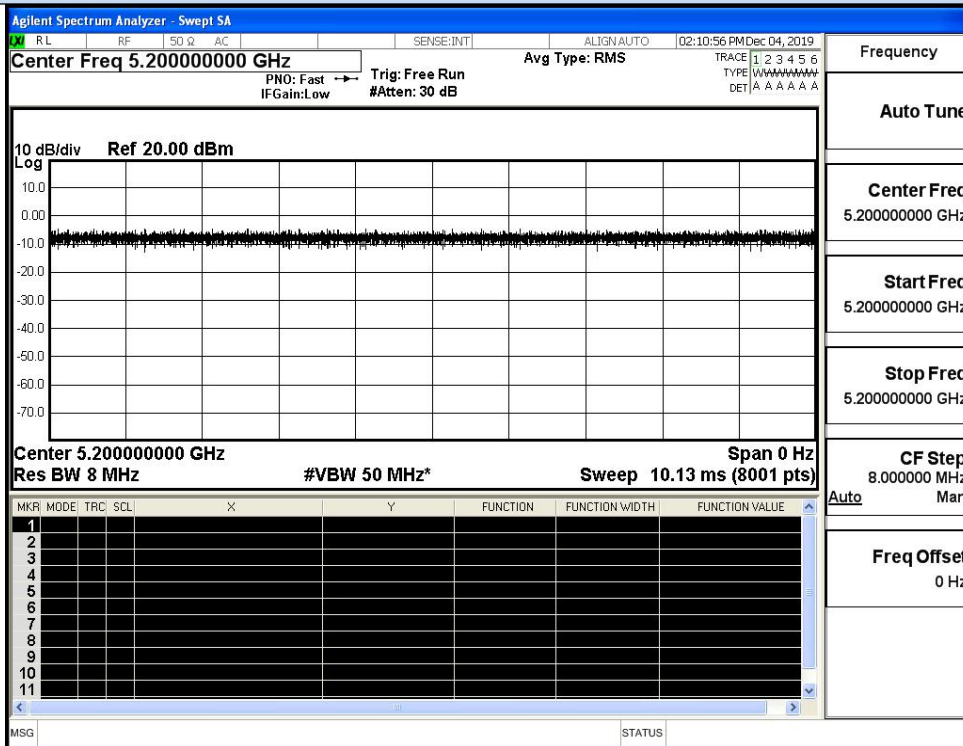 Agilent Spectrum Analyzer - Swept SA
LXI RL RF 50 Ω AC SENSE:INT ALIGN AUTO 02:10:56 PM Dec 04, 2019
Center Freq 5.200000000 GHz
PNO: Fast
IFGain:Low
Trig: Free Run
#Atten: 30 dB
Avg Type: RMS
TRACE 1 2 3 4 5 6
TYPE WWWWWW
DET A A A A A A
10 dB/div Ref 20.00 dBm
Log
10.0
0.00
-10.0
-20.0
-30.0
-40.0
-50.0
-60.0
-70.0
Center 5.200000000 GHz Span 0 Hz
Res BW 8 MHz #VBW 50 MHz* Sweep 10.13 ms (8001 pts)
MKR MODE TRC SCL X Y FUNCTION FUNCTION WIDTH FUNCTION VALUE
1
2
3
4
5
6
7
8
9
10
11
MSG STATUS
Frequency
Auto Tune
Center Freq
5.200000000 GHz
Start Freq
5.200000000 GHz
Stop Freq
5.200000000 GHz
CF Step
8.000000 MHz
Auto Man
Freq Offset
0 Hz